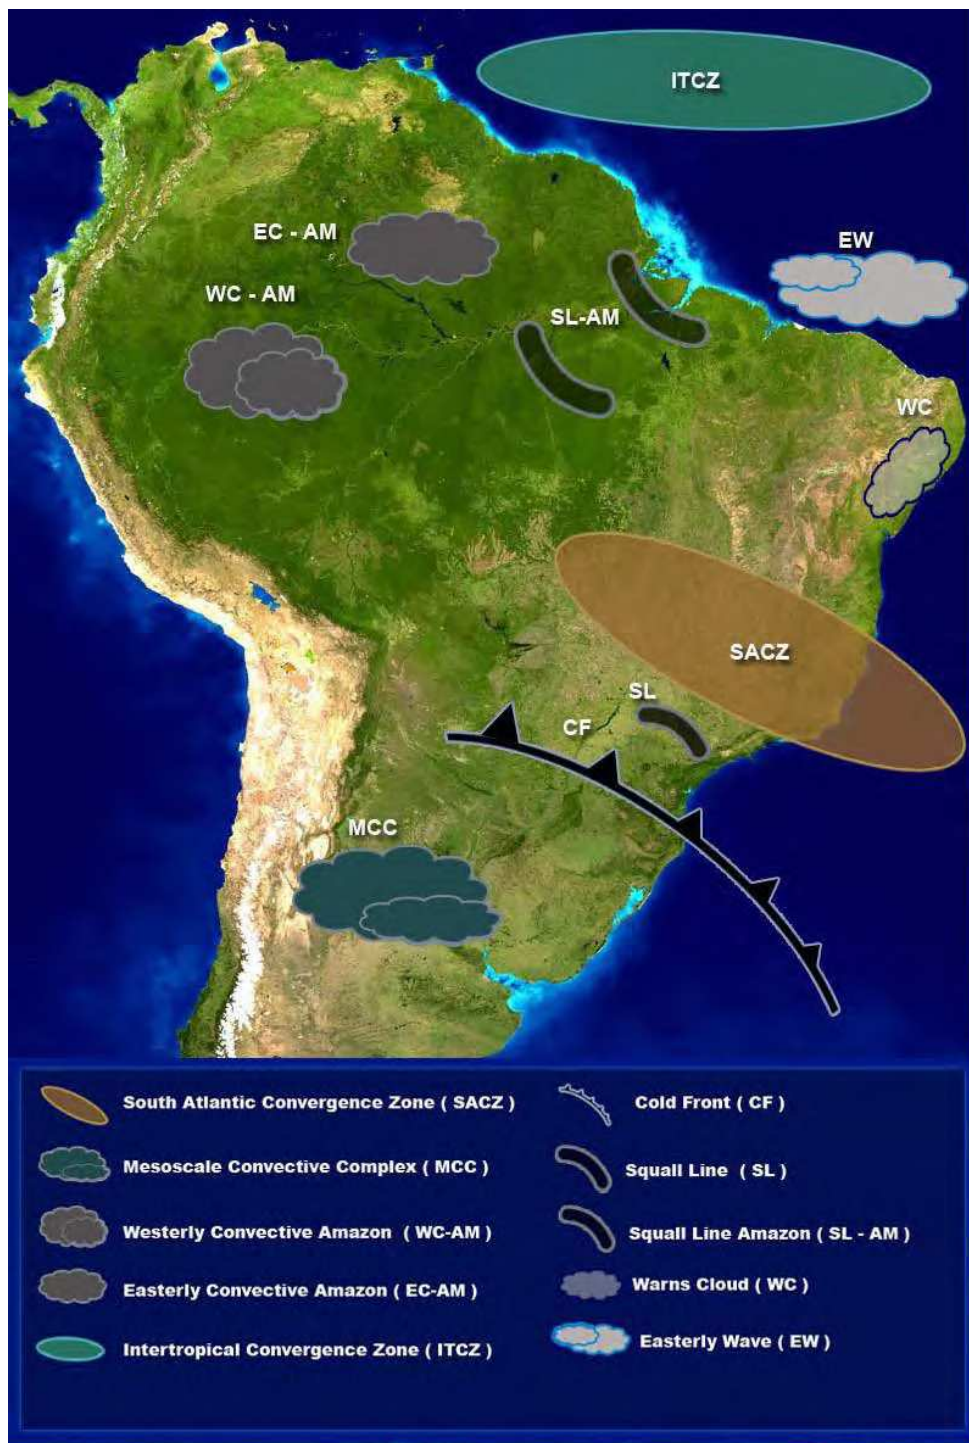 ITCZ
EC - AM
EW
WC - AM
SL-AM
WC
SACZ
SL
CF
MCC
South Atlantic Convergence Zone ( SACZ )
Mesoscale Convective Complex ( MCC )
Westerly Convective Amazon ( WC-AM)
Easterly Convective Amazon ( EC-AM )
Intertropical Convergence Zone ( ITCZ )
Cold Front ( CF )
Squall Line ( SL )
Squall Line Amazon ( SL - AM )
Warns Cloud ( WC )
Easterly Wave ( EW )